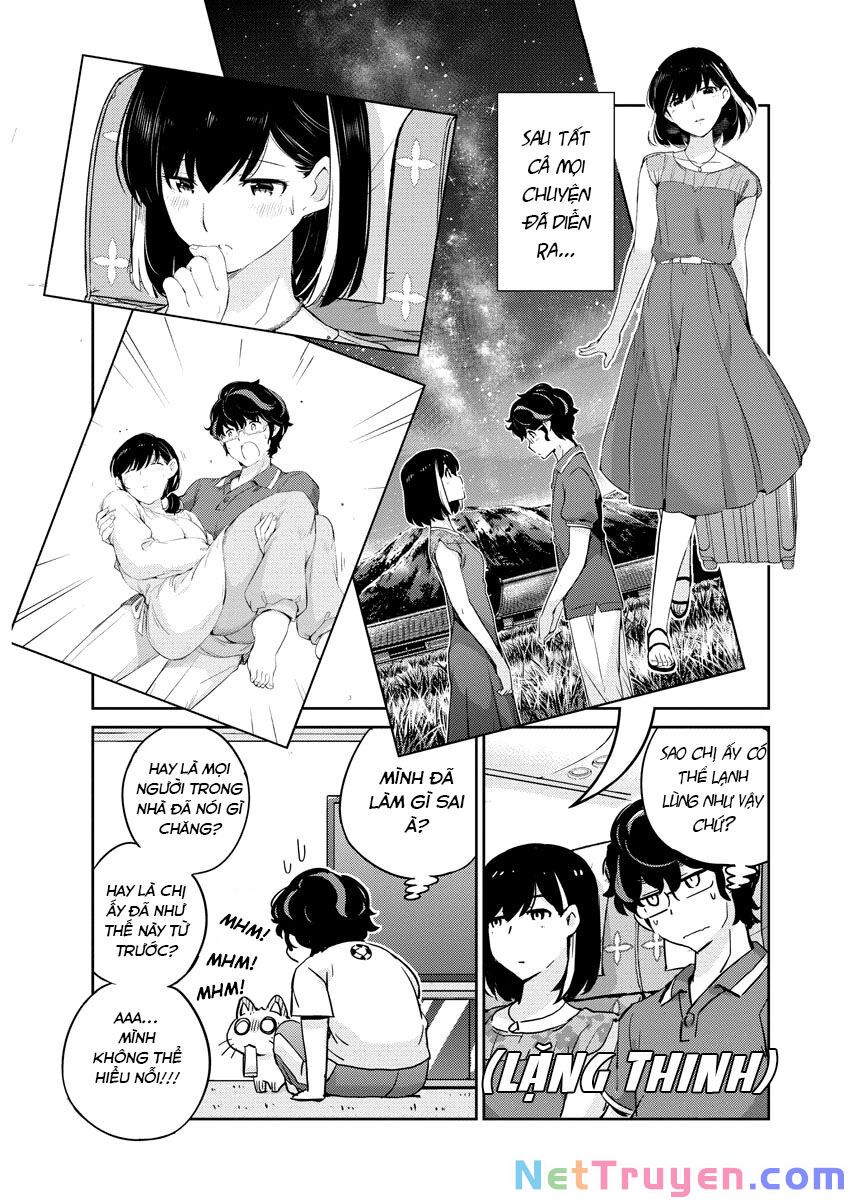 SAU TẤT
CẢ MỌI
CHUYỆN
ĐÃ DIỄN
RA...
SAO CHỊ ẤY CÓ
THỂ LẠNH
LÙNG NHƯ VẬY
CHỨ?
(LẶNG THINH)
MÌNH ĐÃ
LÀM GÌ SAI
À?
HAY LÀ MỌI
NGƯỜI TRONG
NHÀ ĐÃ NÓI GÌ
CHĂNG?
HAY LÀ CHỊ
ẤY ĐÃ NHƯ
THẾ NÀY TỪ
TRƯỚC?
AAA...
MÌNH
KHÔNG THỂ
HIỂU NỖI!!!
MHM!
MHM!
MHM!
NETTRUYEN.COM